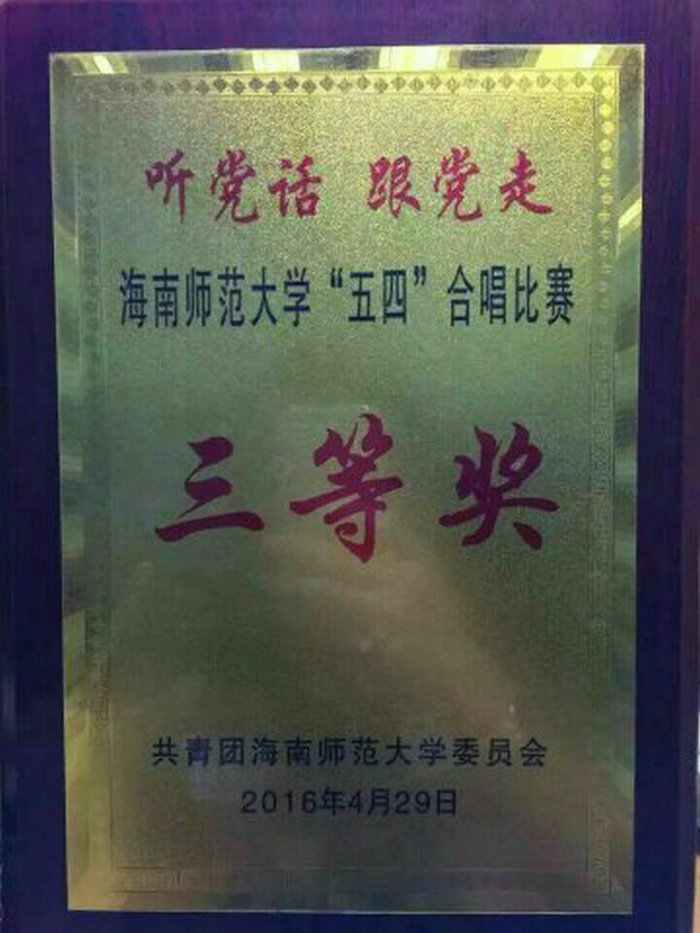 听党话 跟党走
海南师范大学“五四”合唱比赛
三等奖
共青团海南师范大学委员会
2016年4月29日